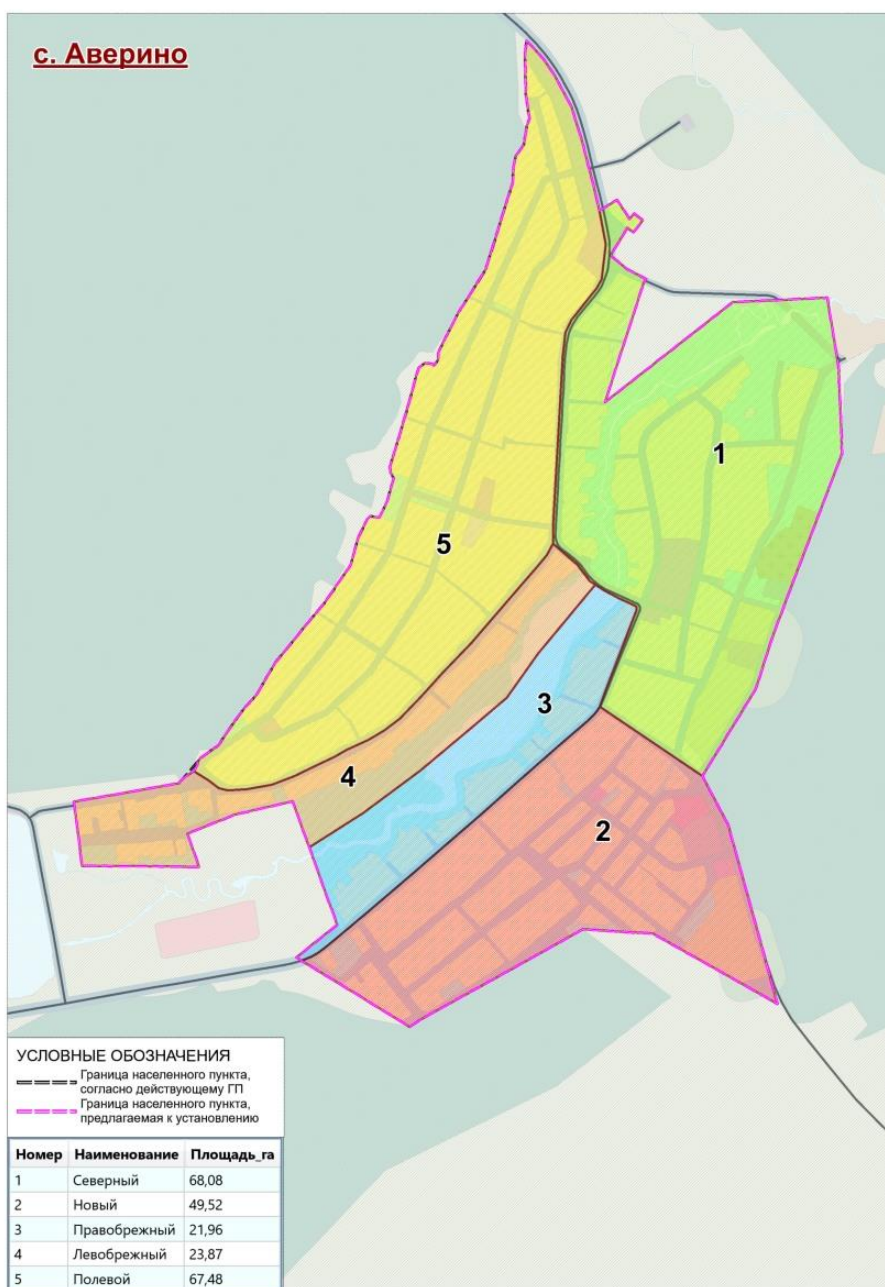 с. Аверино
1
5
3
4
2
УСЛОВНЫЕ ОБОЗНАЧЕНИЯ
Граница населенного пункта,
согласно действующему ГП
Граница населенного пункта,
предлагаемая к установлению
Номер Наименование Площадь_га
1 Северный 68,08
2 Новый 49,52
3 Правобрежный 21,96
4 Левобрежный 23,87
5 Полевой 67,48